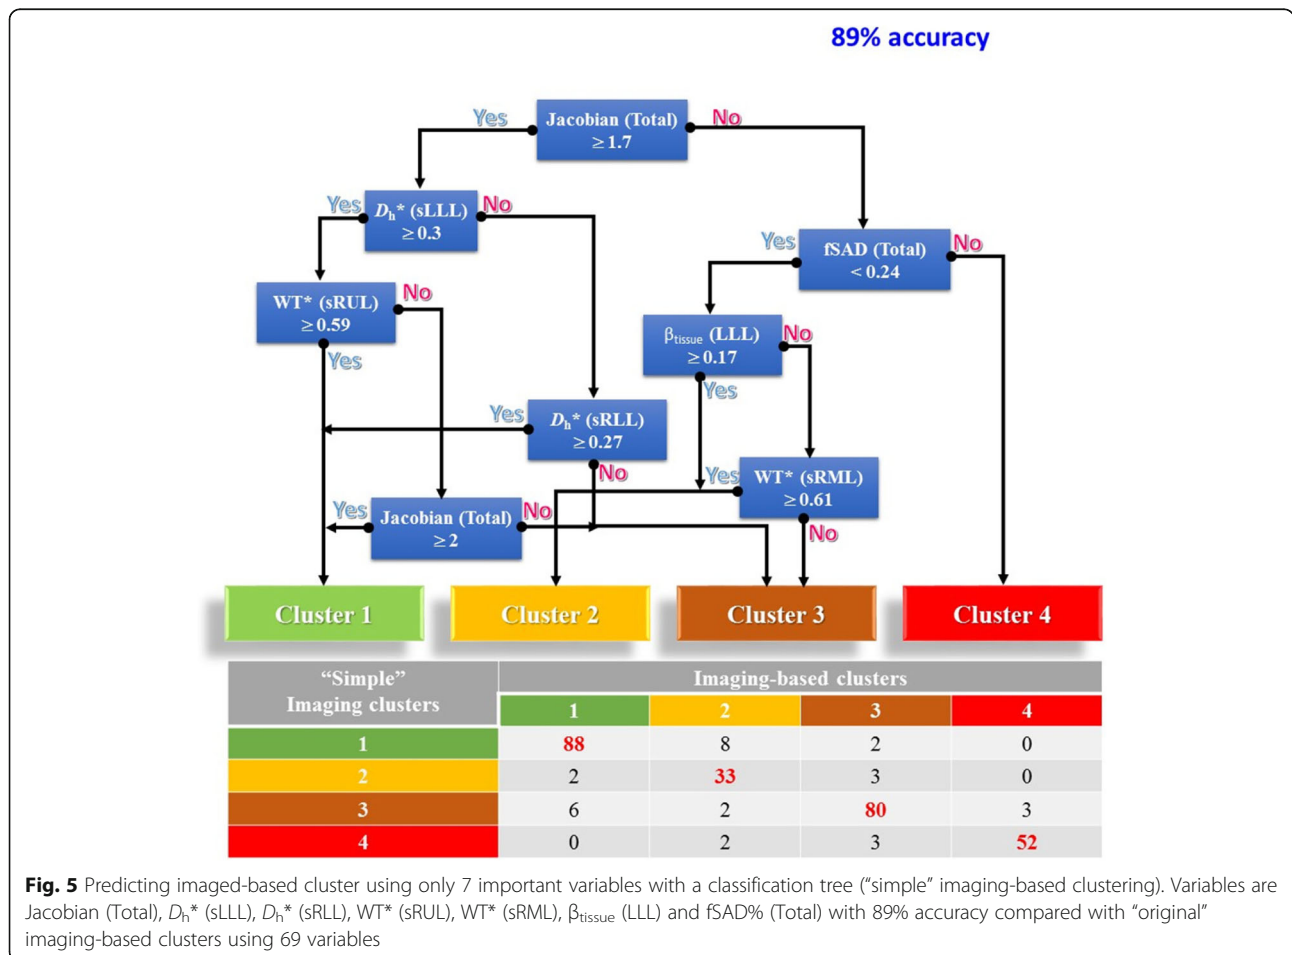 89% accuracy
Yes
Jacobian (Total)
≥1.7
No
Yes
Dh* (sLLL)
≥0.3
No
Yes
fSAD (Total)
< 0.24
No
WT* (sRUL)
≥0.59
No
Yes
βtissue (LLL)
≥0.17
No
Yes
Yes
Dh* (sRLL)
≥0.27
No
Yes
WT* (sRML)
≥0.61
No
Yes
Jacobian (Total)
≥2
No
Cluster 1
Cluster 2
Cluster 3
Cluster 4
“Simple”
Imaging clusters
Imaging-based clusters
1 2 3 4
1 88 8 2 0
2 2 33 3 0
3 6 2 80 3
4 0 2 3 52
Fig. 5 Predicting imaged-based cluster using only 7 important variables with a classification tree (“simple” imaging-based clustering). Variables are
Jacobian (Total), Dh* (sLLL), Dh* (sRLL), WT* (sRUL), WT* (sRML), βtissue (LLL) and fSAD% (Total) with 89% accuracy compared with “original”
imaging-based clusters using 69 variables